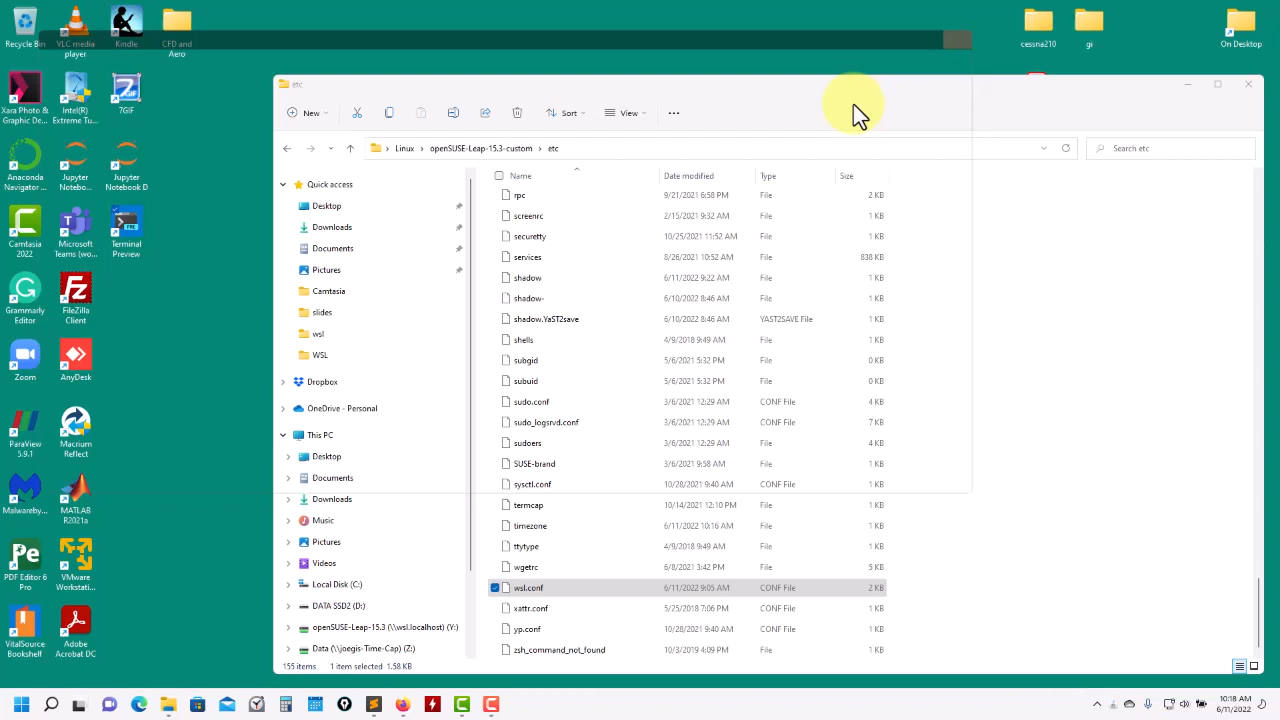 Recycle Bin
VLC media
player
Kindle
CFD and
Aero
cessna210
gi
On Desktop
Xara Photo &
Graphic De...
Intel(R)
Extreme Tu...
7GIF
Anaconda
Navigator ...
Jupyter
Notebo...
Jupyter
Notebook D
Camtasia
2022
Microsoft
Teams (wo...
Terminal
Preview
Grammarly
Editor
FileZilla
Client
Zoom
AnyDesk
ParaView
5.9.1
Macrium
Reflect
Malwareby...
MATLAB
R2021a
PDF Editor 6
Pro
VMware
Workstati...
VitalSource
Bookshelf
Adobe
Acrobat DC
etc
New
Sort
View
Linux > openSUSE-Leap-15.3-custom > etc
Search etc
Quick access
Desktop
Downloads
Documents
Pictures
Camtasia
slides
wsl
WSL
Dropbox
OneDrive - Personal
This PC
Desktop
Documents
Downloads
Music
Pictures
Videos
Local Disk (C:)
DATA SSD2 (D:)
openSUSE-Leap-15.3 (\\wsl.localhost) (Y:)
Data (\\joegis-Time-Cap) (Z:)
Name Date modified Type Size
rpc 9/21/2021 6:58 PM File 2 KB
screenrc 2/15/2021 9:32 AM File 1 KB
securetty 10/25/2021 11:52 AM File 1 KB
services 8/26/2021 10:52 AM File 838 KB
shadow 6/11/2022 9:22 AM File 1 KB
shadow- 6/10/2022 8:46 AM File 1 KB
shadow.YaST2save 6/10/2022 8:46 AM YAST2SAVE File 1 KB
shells 4/9/2018 9:49 AM File 1 KB
subgid 5/6/2021 5:32 PM File 0 KB
subuid 5/6/2021 5:32 PM File 0 KB
sudo.conf 3/6/2021 12:29 AM CONF File 4 KB
sudo_logsrvd.conf 3/6/2021 12:29 AM CONF File 7 KB
sudoers 3/6/2021 12:29 AM File 4 KB
SUSE-brand 3/6/2021 9:58 AM File 1 KB
sysctl.conf 10/28/2021 9:40 AM CONF File 1 KB
termcap 10/14/2021 12:10 PM File 1 KB
timezone 6/11/2022 10:16 AM File 1 KB
ttytype 4/9/2018 9:49 AM File 1 KB
wgetrc 6/8/2021 3:42 PM File 5 KB
wsl.conf 6/11/2022 9:05 AM CONF File 2 KB
xattr.conf 5/25/2018 7:06 PM CONF File 1 KB
yp.conf 10/28/2021 9:40 AM CONF File 1 KB
zsh_command_not_found 10/3/2019 4:09 PM File 1 KB
155 items 1 item selected 1.58 KB
10:18 AM
6/11/2022